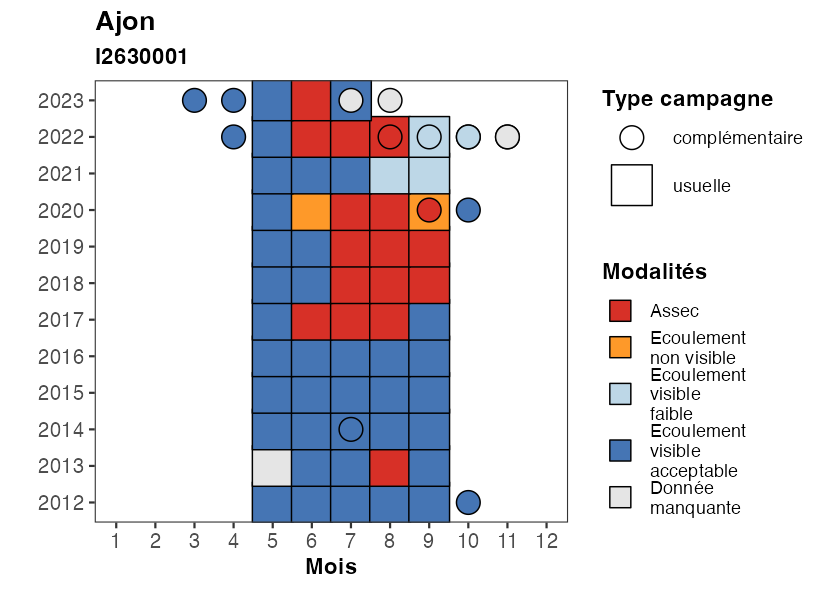 Ajon
I2630001
2023
2022
2021
2020
2019
2018
2017
2016
2015
2014
2013
2012
1 2 3 4 5 6 7 8 9 10 11 12
Mois
Type campagne
complémentaire
usuelle
Modalités
Assec
Ecoulement
non visible
Ecoulement
visible
faible
Ecoulement
visible
acceptable
Donnée
manquante